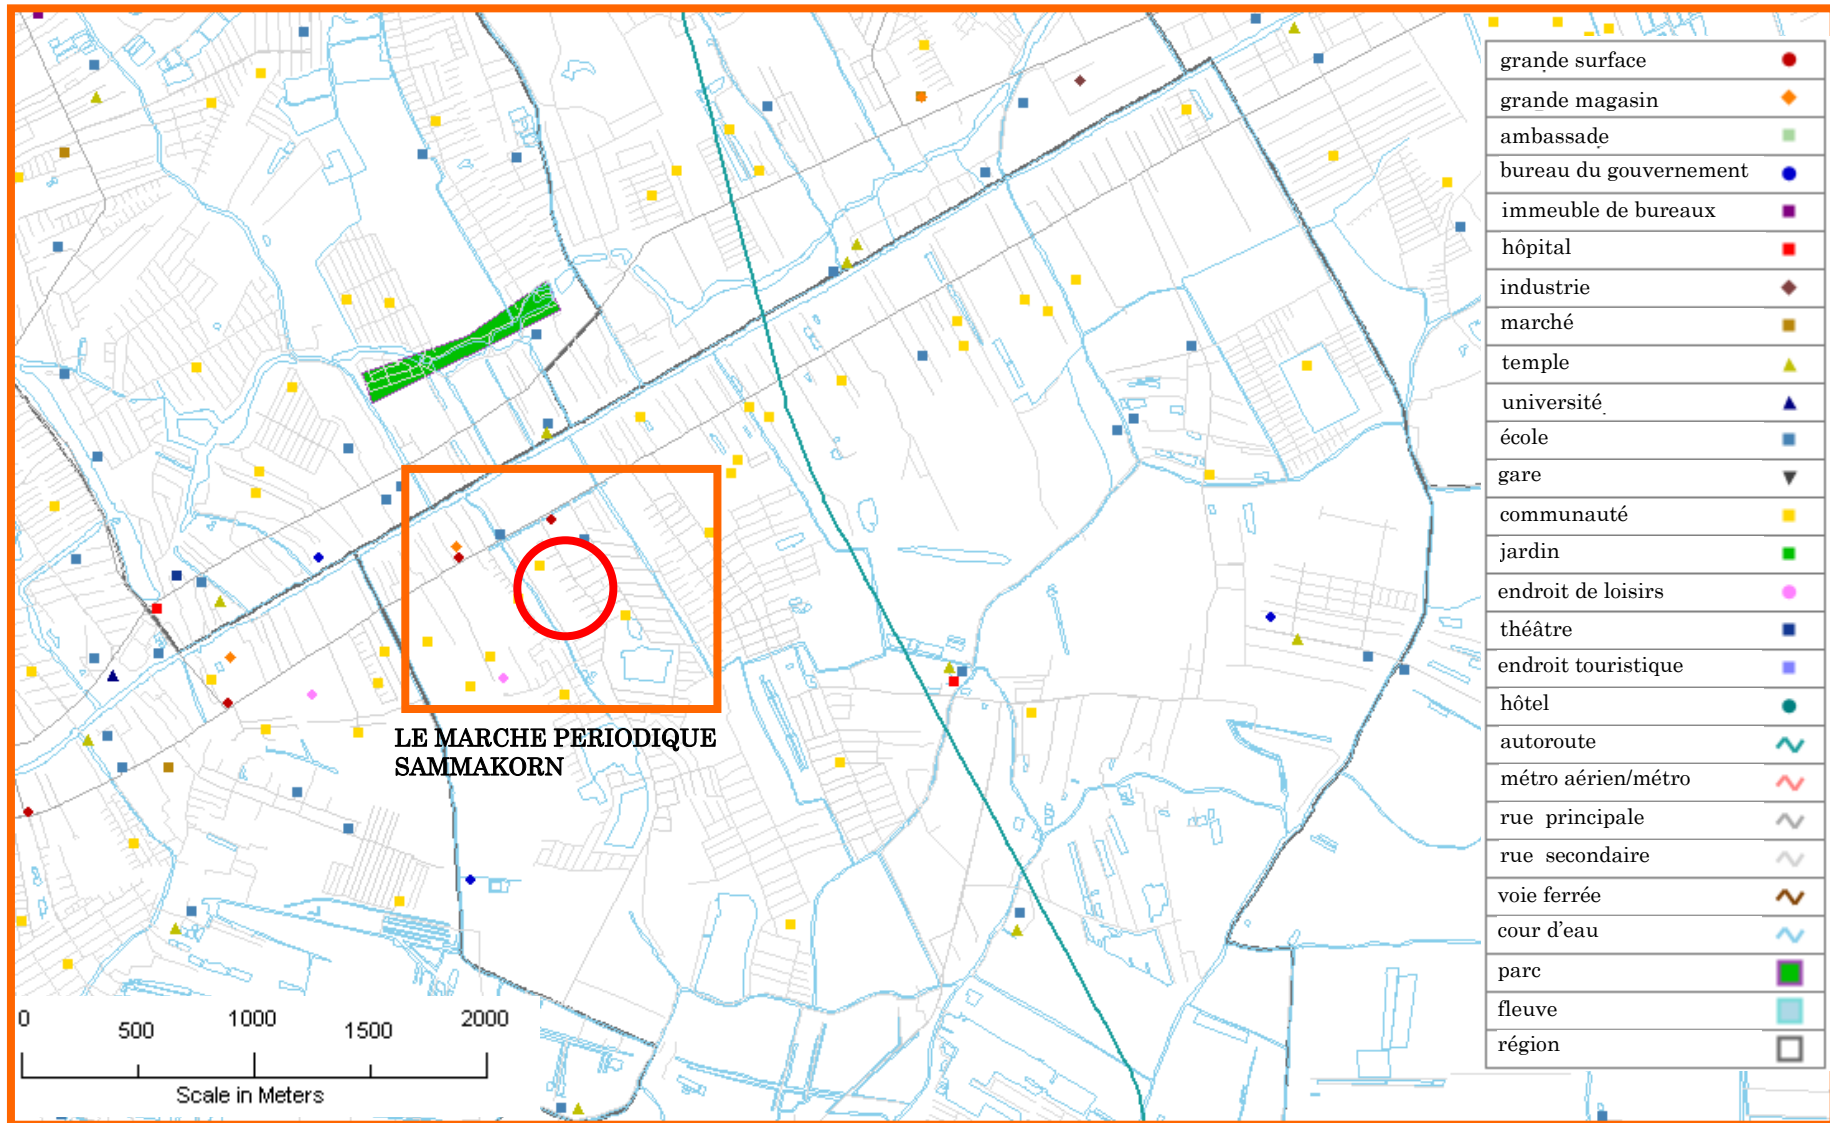 grande surface
grande magasin
ambassade
bureau du gouvernement
immeuble de bureaux
hôpital
industrie
marché
temple
université
école
gare
communauté
jardin
endroit de loisirs
théâtre
endroit touristique
hôtel
autoroute
métro aérien/métro
rue principale
rue secondaire
voie ferrée
cour d'eau
parc
fleuve
région
LE MARCHE PERIODIQUE
SAMMAKORN
0 500 1000 1500 2000
Scale in Meters